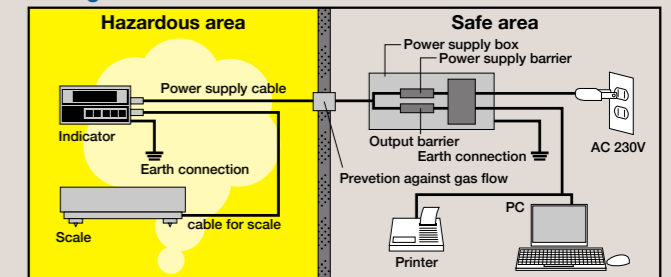 Hazardous area
Safe area
Power supply box
Power supply barrier
Power supply cable
Indicator
Output barrier
Earth connection
AC 230V
Earth connection
Prevetion against gas flow
cable for scale
PC
Scale
Printer